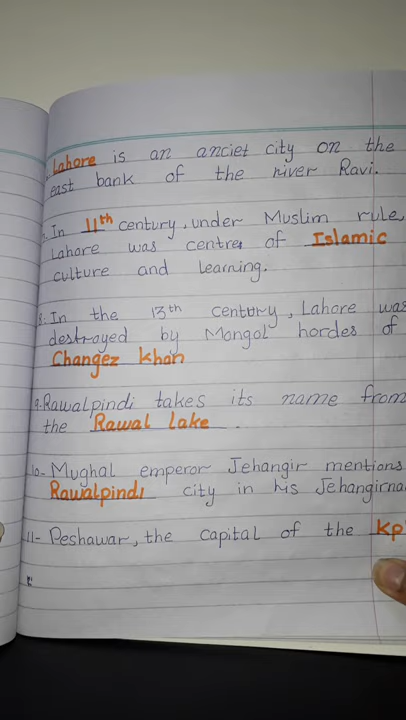 Lahore is an anciet city on the
east bank of the river Ravi.
In 11th century, under Muslim rule,
Lahore was centre of Islamic
culture and learning.
8. In the 13th century, Lahore was
destroyed by Mongol hordes of
Changez khan
9. Rawalpindi takes its name from
the Rawal lake.
10- Mughal emperor Jehangir mentions
Rawalpindi city in his Jehangirna
11- Peshawar, the capital of the kp